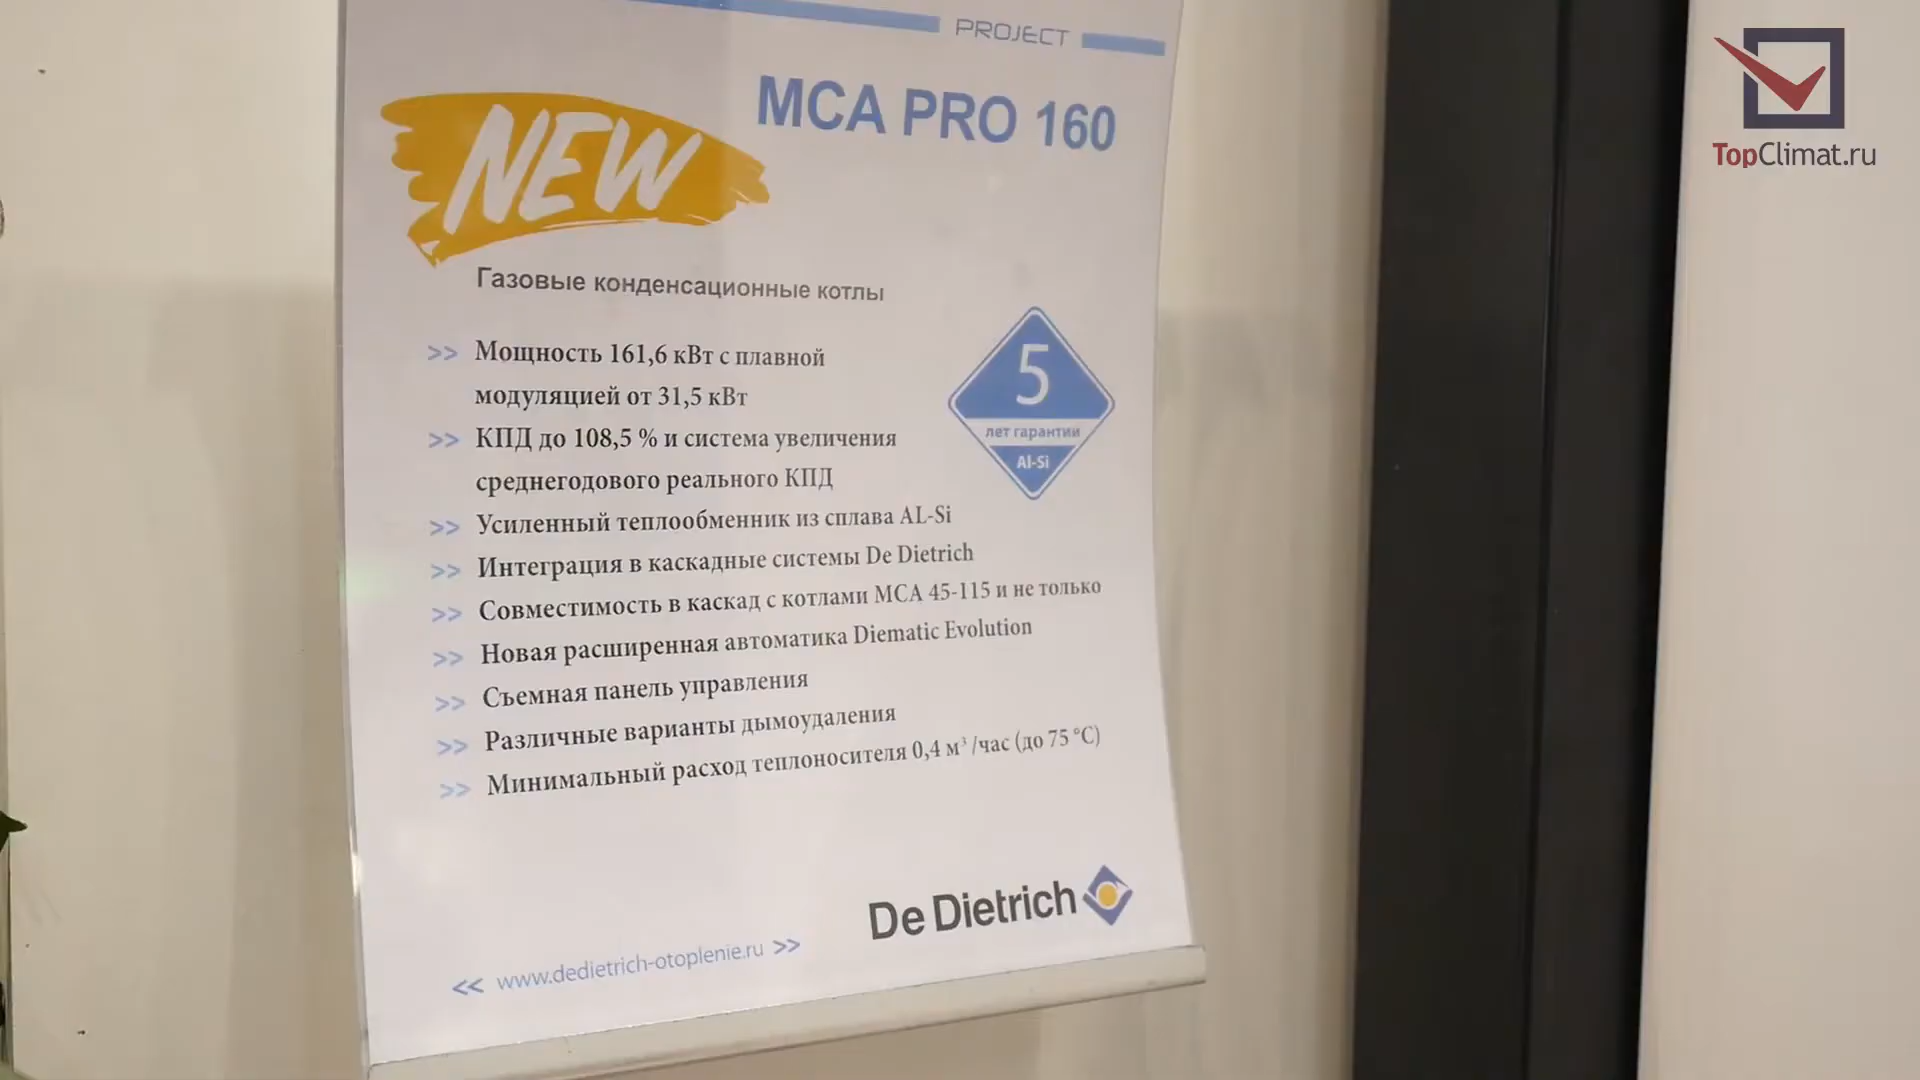 PROJECT
MCA PRO 160
NEW
TopClimat.ru
Газовые конденсационные котлы
>> Мощность 161,6 кВт с плавной
модуляцией от 31,5 кВт
>> КПД до 108,5 % и система увеличения
среднегодового реального КПД
5
лет гарантии
Al-Si
>> Усиленный теплообменник из сплава AL-Si
>> Интеграция в каскадные системы De Dietrich
>> Совместимость в каскад с котлами MCA 45-115 и не только
>> Новая расширенная автоматика Diematic Evolution
>> Съемная панель управления
>> Различные варианты дымоудаления
>> Минимальный расход теплоносителя 0,4 м³ /час (до 75 °C)
De Dietrich
<< www.dedietrich-otoplenie.ru >>